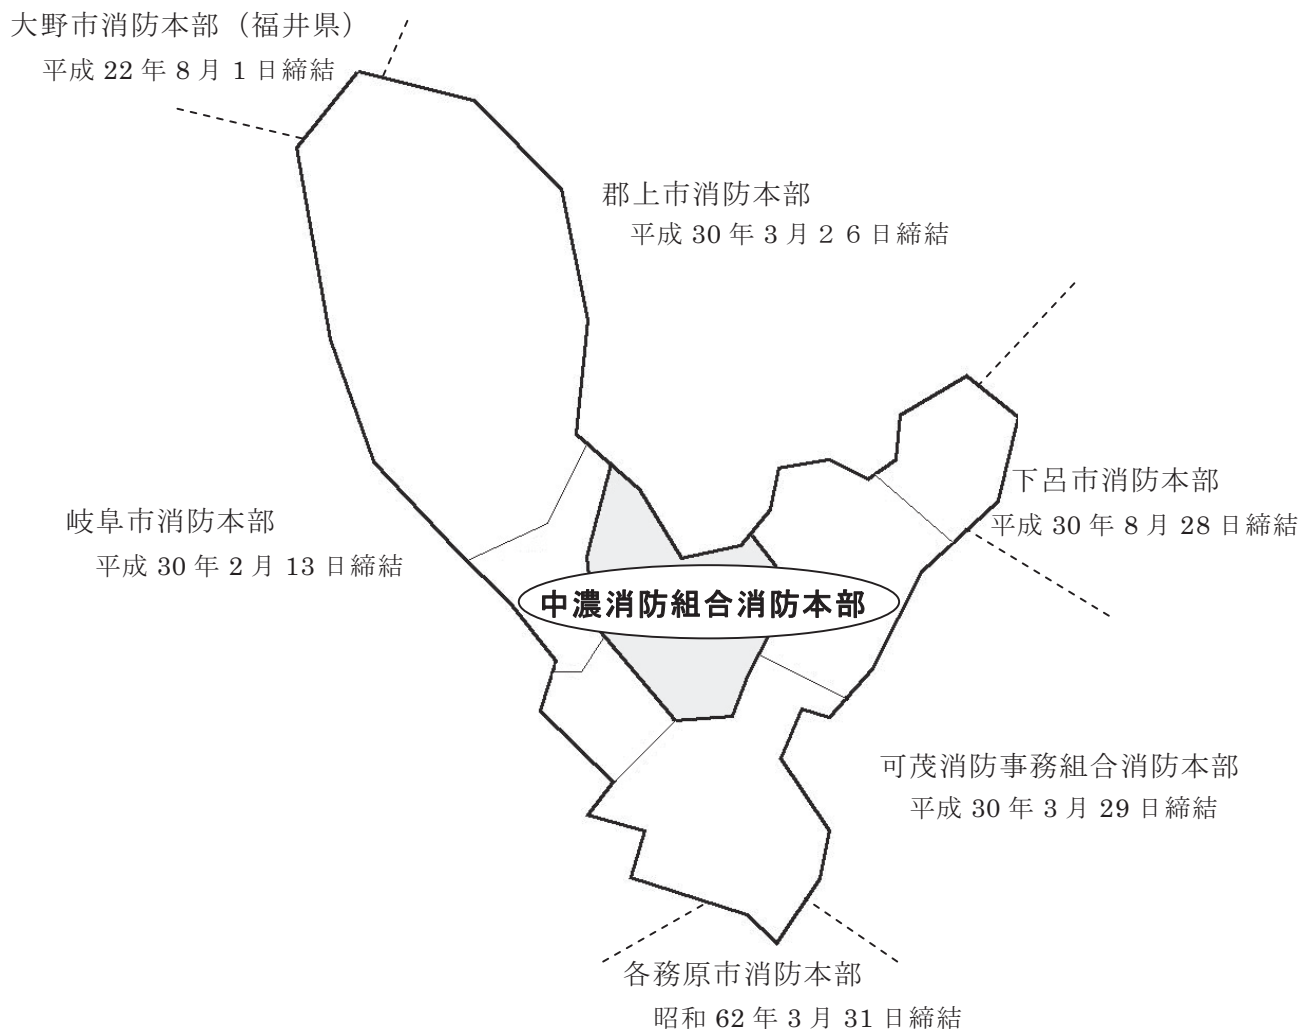 大野市消防本部（福井県）
平成 22 年 8 月 1 日締結
郡上市消防本部
平成 30 年 3 月２６日締結
下呂市消防本部
平成 30 年 8 月 28 日締結
岐阜市消防本部
平成 30 年 2 月 13 日締結
中濃消防組合消防本部
可茂消防事務組合消防本部
平成 30 年 3 月 29 日締結
各務原市消防本部
昭和 62 年 3 月 31 日締結